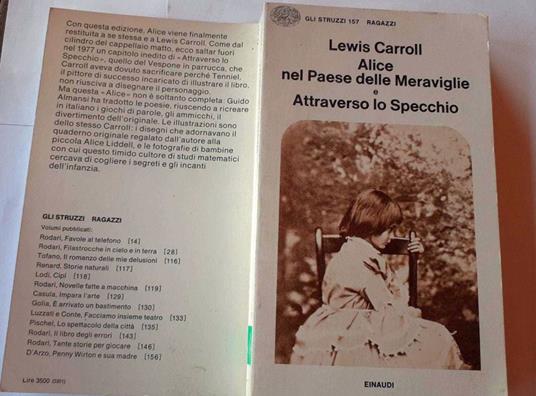 Con questa edizione, Alice viene finalmente
restituita a se stessa e a Lewis Carroll. Come dal
cilindro del cappellaio matto, ecco saltar fuori
nel 1977 un capitolo inedito di «Attraverso lo
Specchio», quello del Vespone in parrucca, che
Carroll aveva dovuto sacrificare perché Tenniel,
il pittore di successo incaricato di illustrare il libro,
non riusciva a disegnare il personaggio.
Ma questa «Alice» non è soltanto completa: Guido
Almansi ha tradotto le poesie, riuscendo a ricreare
in italiano i giochi di parole, gli ammicchi, il
divertimento dell'originale. Le illustrazioni sono
dello stesso Carroll: i disegni che adornavano il
quaderno originale regalato dall'autore alla
piccola Alice Liddell, e le fotografie di bambine
con cui questo timido cultore di studi matematici
cercava di cogliere i segreti e gli incanti
dell'infanzia.
GLI STRUZZI RAGAZZI
Volumi pubblicati:
Rodari, Favole al telefono [14]
Rodari, Filastrocche in cielo e in terra [28]
Tofano, Il romanzo delle mie delusioni [116]
Renard, Storie naturali [117]
Lodi, Cipì [118]
Rodari, Novelle fatte a macchina [119]
Casula, Impara l'arte [129]
Golia, È arrivato un bastimento [130]
Luzzati e Conte, Facciamo insieme teatro [133]
Pischel, Lo spettacolo della città [135]
Rodari, Il libro degli errori [143]
Rodari, Tante storie per giocare [146]
D'Arzo, Penny Wirton e sua madre [156]
Lire 3500
GLI STRUZZI 157 RAGAZZI
Lewis Carroll
Alice
nel Paese delle Meraviglie
e
Attraverso lo Specchio
EINAUDI